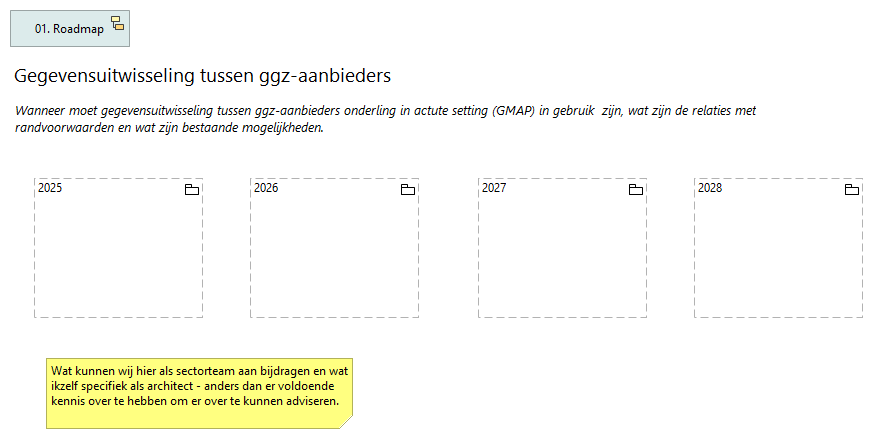 01. Roadmap
Gegevensuitwisseling tussen ggz-aanbieders
Wanneer moet gegevensuitwisseling tussen ggz-aanbieders onderling in actute setting (GMAP) in gebruik zijn, wat zijn de relaties met
randvoorwaarden en wat zijn bestaande mogelijkheden.
2025
2026
2027
2028
Wat kunnen wij hier als sectorteam aan bijdragen en wat
ikzelf specifiek als architect - anders dan er voldoende
kennis over te hebben om er over te kunnen adviseren.